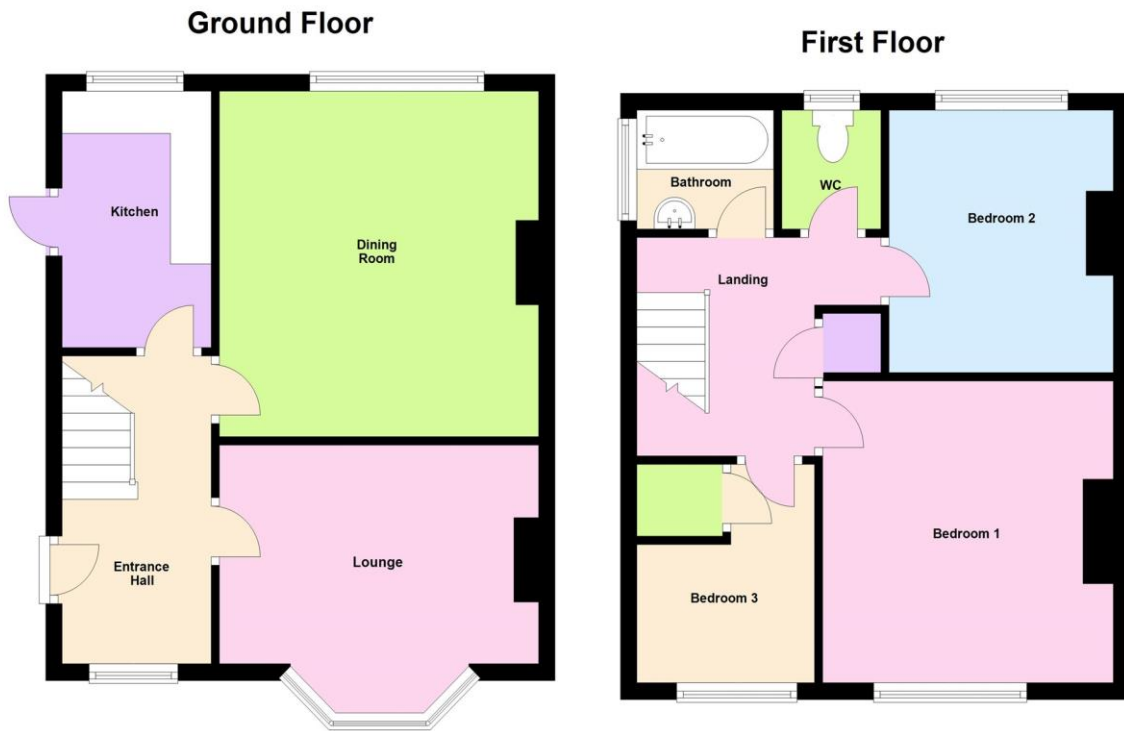 Ground Floor
Kitchen
Dining
Room
Entrance
Hall
Lounge
First Floor
Bathroom
WC
Bedroom 2
Landing
Bedroom 1
Bedroom 3